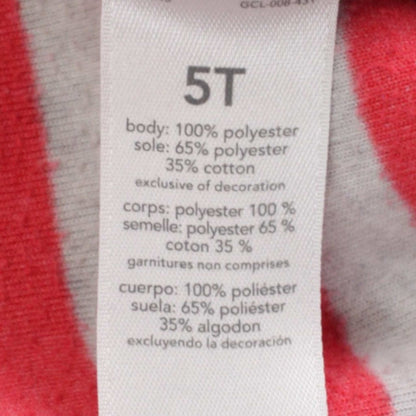 5T
body: 100% polyester
sole: 65% polyester
35% cotton
exclusive of decoration
corps: polyester 100 %
semelle: polyester 65 %
coton 35 %
garnitures non comprises
cuerpo: 100% poliéster
suela: 65% poliéster
35% algodon
excluyendo la decoración